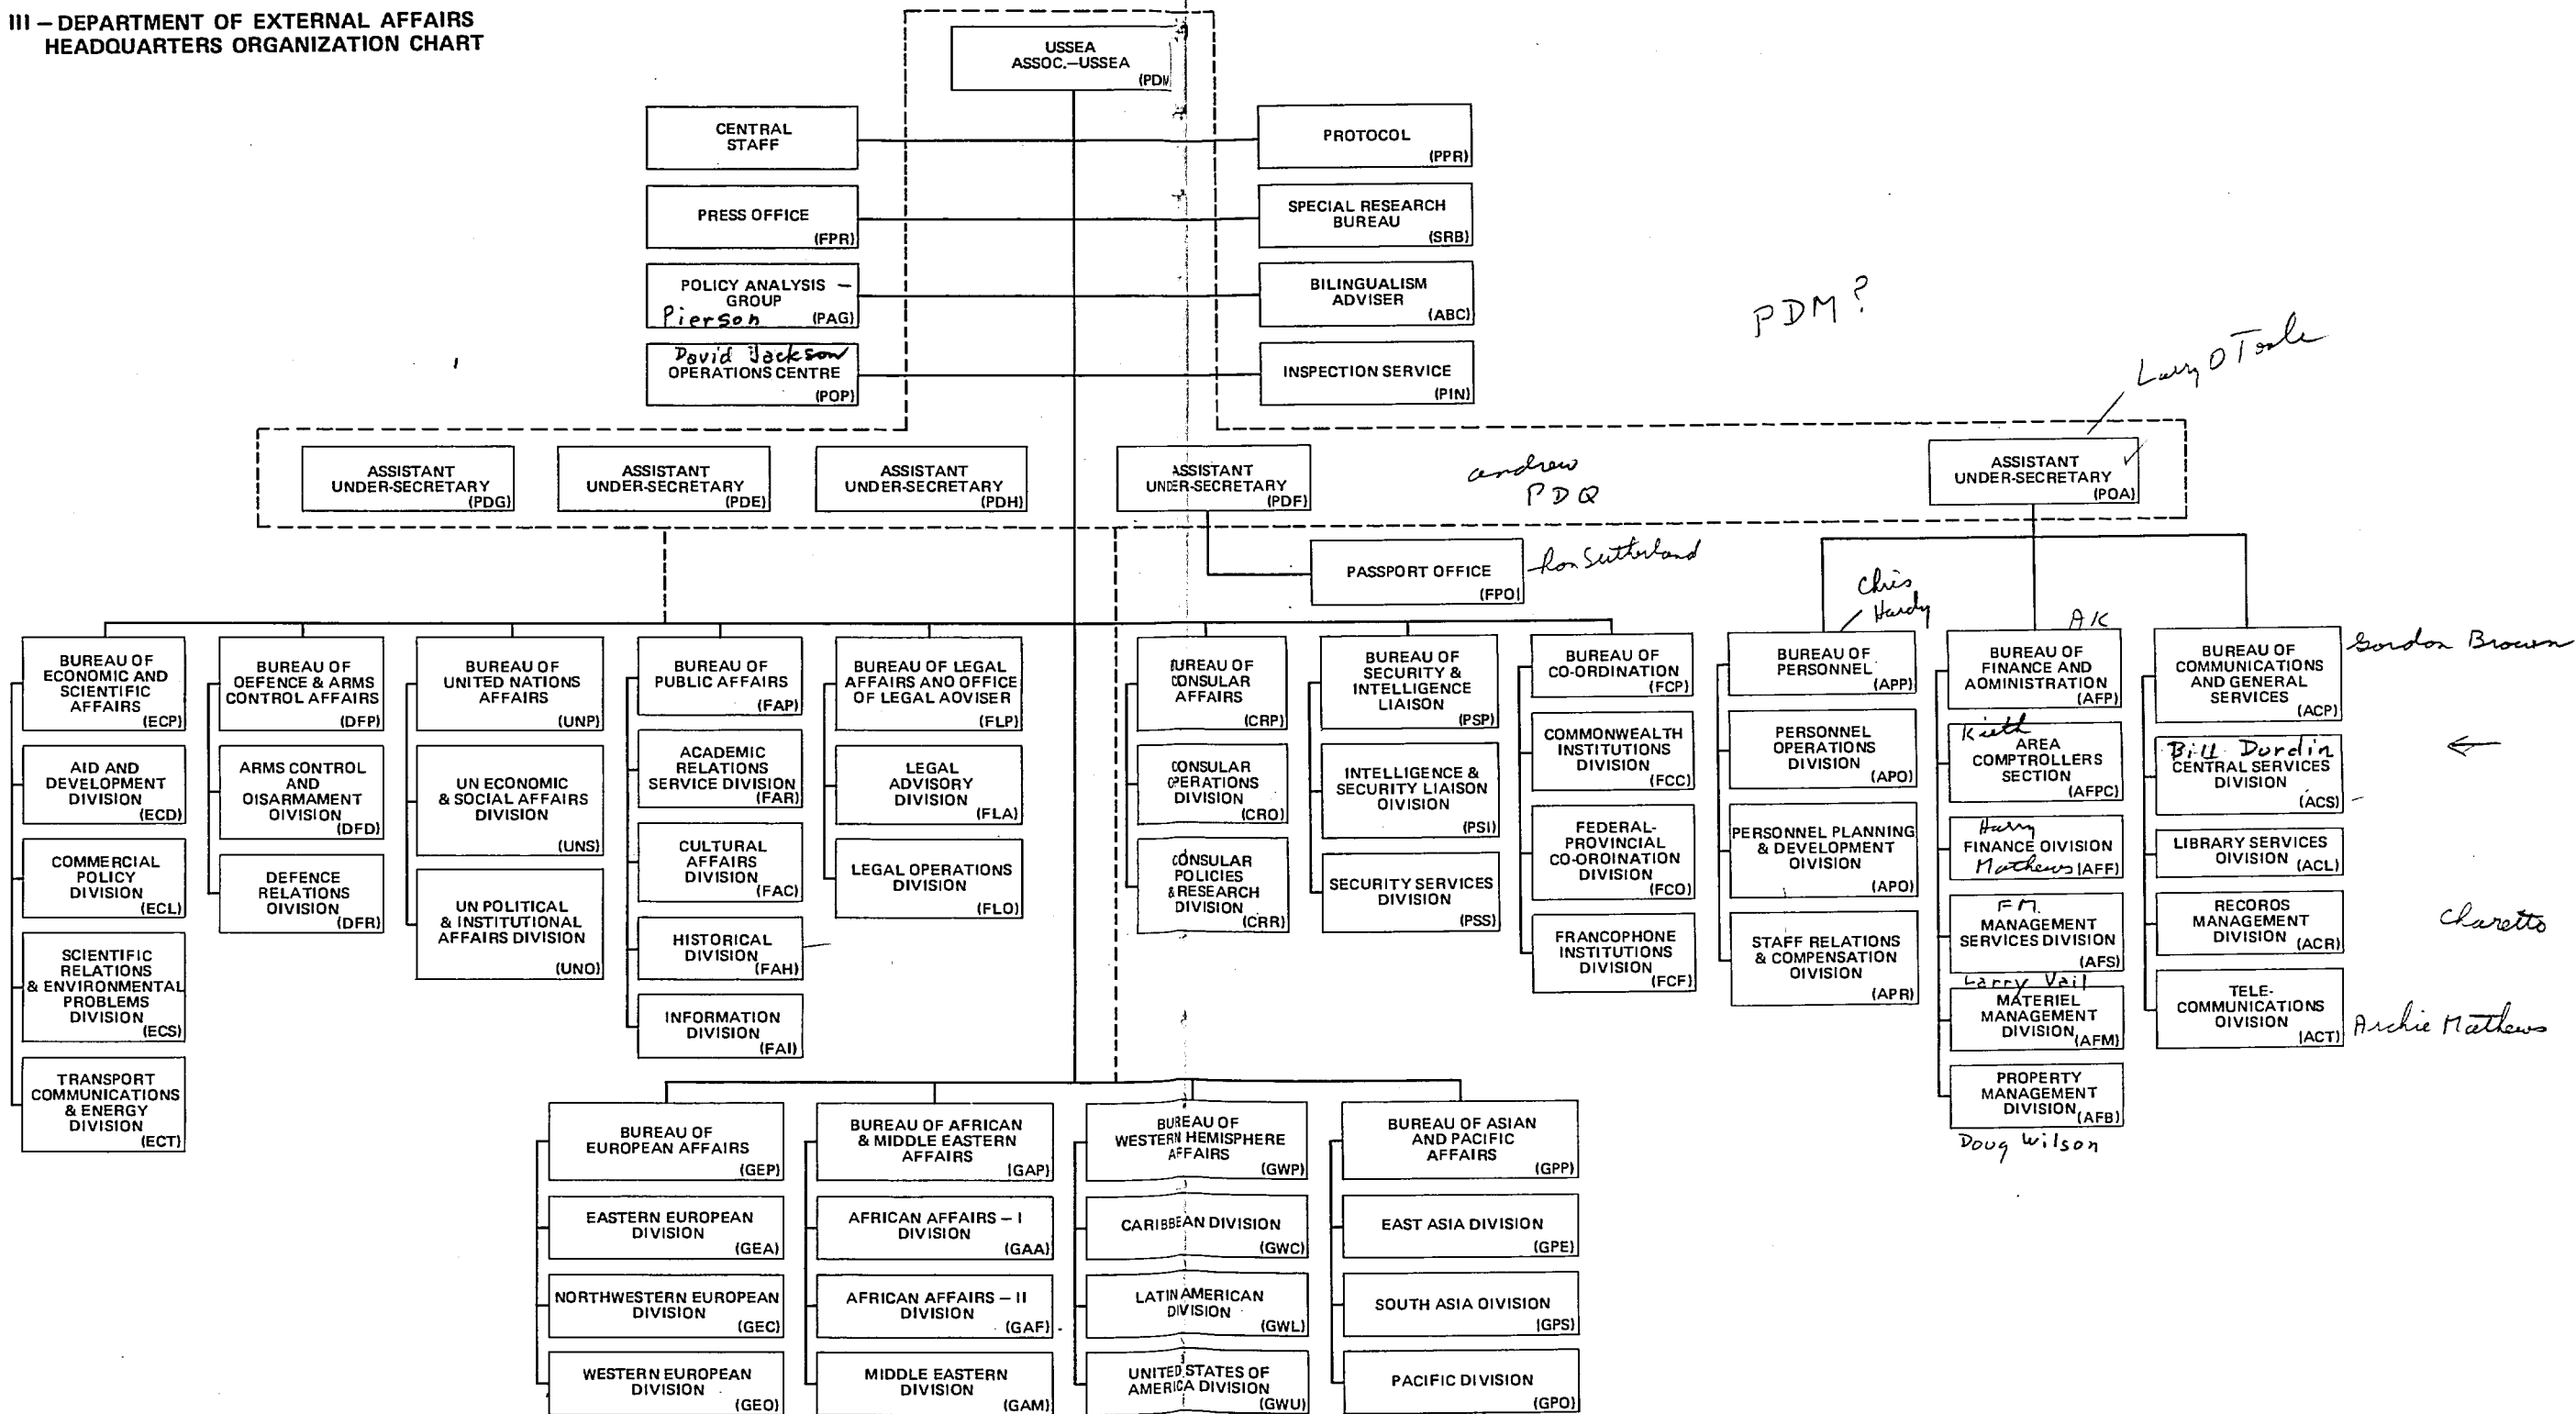 III – DEPARTMENT OF EXTERNAL AFFAIRS
HEADQUARTERS ORGANIZATION CHART
USSEA
ASSOC.–USSEA
(PDM
CENTRAL
STAFF
PROTOCOL
(PPR)
PRESS OFFICE
(FPR)
SPECIAL RESEARCH
BUREAU
(SRB)
POLICY ANALYSIS –
GROUP
Pierson (PAG)
BILINGUALISM
ADVISER
(ABC)
PDM?
David Jackson
OPERATIONS CENTRE
(POP)
INSPECTION SERVICE
(PIN)
Larry O Toole
ASSISTANT
UNDER-SECRETARY
(PDG)
ASSISTANT
UNDER-SECRETARY
(PDE)
ASSISTANT
UNDER-SECRETARY
(PDH)
ASSISTANT
UNDER-SECRETARY
(PDF)
andrew
PDQ
ASSISTANT
UNDER-SECRETARY
(POA)
PASSPORT OFFICE
(FPO)
Ron Sutherland
Chris
Hardy
AK
BUREAU OF
ECONOMIC AND
SCIENTIFIC
AFFAIRS
(ECP)
AID AND
DEVELOPMENT
DIVISION
(ECD)
COMMERCIAL
POLICY
DIVISION
(ECL)
SCIENTIFIC
RELATIONS
& ENVIRONMENTAL
PROBLEMS
DIVISION
(ECS)
TRANSPORT
COMMUNICATIONS
& ENERGY
DIVISION
(ECT)
BUREAU OF
DEFENCE & ARMS
CONTROL AFFAIRS
(DFP)
ARMS CONTROL
AND
OISARMAMENT
OIVISION
(DFD)
DEFENCE
RELATIONS
OIVISION
(DFR)
BUREAU OF
UNITED NATIONS
AFFAIRS
(UNP)
UN ECONOMIC
& SOCIAL AFFAIRS
DIVISION
(UNS)
UN POLITICAL
& INSTITUTIONAL
AFFAIRS DIVISION
(UNO)
BUREAU OF
PUBLIC AFFAIRS
(FAP)
ACADEMIC
RELATIONS
SERVICE DIVISION
(FAR)
CULTURAL
AFFAIRS
DIVISION
(FAC)
HISTORICAL
DIVISION
(FAH)
INFORMATION
DIVISION
(FAI)
BUREAU OF LEGAL
AFFAIRS AND OFFICE
OF LEGAL ADVISER
(FLP)
LEGAL
ADVISORY
DIVISION
(FLA)
LEGAL OPERATIONS
DIVISION
(FLO)
BUREAU OF
CONSULAR
AFFAIRS
(CRP)
CONSULAR
OPERATIONS
DIVISION
(CRO)
CONSULAR
POLICIES
& RESEARCH
DIVISION
(CRR)
BUREAU OF
SECURITY &
INTELLIGENCE
LIAISON
(PSP)
INTELLIGENCE &
SECURITY LIAISON
OIVISION
(PSI)
SECURITY SERVICES
DIVISION
(PSS)
BUREAU OF
CO-ORDINATION
(FCP)
COMMONWEALTH
INSTITUTIONS
DIVISION
(FCC)
FEDERAL-
PROVINCIAL
CO-OROINATION
DIVISION
(FCO)
FRANCOPHONE
INSTITUTIONS
DIVISION
(FCF)
BUREAU OF
PERSONNEL
(APP)
PERSONNEL
OPERATIONS
DIVISION
(APO)
PERSONNEL PLANNING
& DEVELOPMENT
OIVISION
(APO)
STAFF RELATIONS
& COMPENSATION
OIVISION
(APR)
BUREAU OF
FINANCE AND
AOMINISTRATION
(AFP)
Kieth
AREA
COMPTROLLERS
SECTION
(AFPC)
Harry
FINANCE DIVISION
Mathews (AFF)
F.M.
MANAGEMENT
SERVICES DIVISION
(AFS)
Larry Vail
MATERIEL
MANAGEMENT
DIVISION
(AFM)
PROPERTY
MANAGEMENT
DIVISION
(AFB)
Doug Wilson
BUREAU OF
COMMUNICATIONS
AND GENERAL
SERVICES
(ACP)
Gordon Brown
Bill Durdin
CENTRAL SERVICES
DIVISION
(ACS)
LIBRARY SERVICES
OIVISION
(ACL)
RECOROS
MANAGEMENT
DIVISION
(ACR)
Charetto
TELE-
COMMUNICATIONS
OIVISION
(ACT)
Archie Mathews
BUREAU OF
EUROPEAN AFFAIRS
(GEP)
EASTERN EUROPEAN
DIVISION
(GEA)
NORTHWESTERN EUROPEAN
DIVISION
(GEC)
WESTERN EUROPEAN
DIVISION
(GEO)
BUREAU OF AFRICAN
& MIDDLE EASTERN
AFFAIRS
(GAP)
AFRICAN AFFAIRS – I
DIVISION
(GAA)
AFRICAN AFFAIRS – II
DIVISION
(GAF)
MIDDLE EASTERN
DIVISION
(GAM)
BUREAU OF
WESTERN HEMISPHERE
AFFAIRS
(GWP)
CARIBBEAN DIVISION
(GWC)
LATIN AMERICAN
DIVISION
(GWL)
UNITED STATES OF
AMERICA DIVISION
(GWU)
BUREAU OF ASIAN
AND PACIFIC
AFFAIRS
(GPP)
EAST ASIA DIVISION
(GPE)
SOUTH ASIA OIVISION
(GPS)
PACIFIC DIVISION
(GPO)